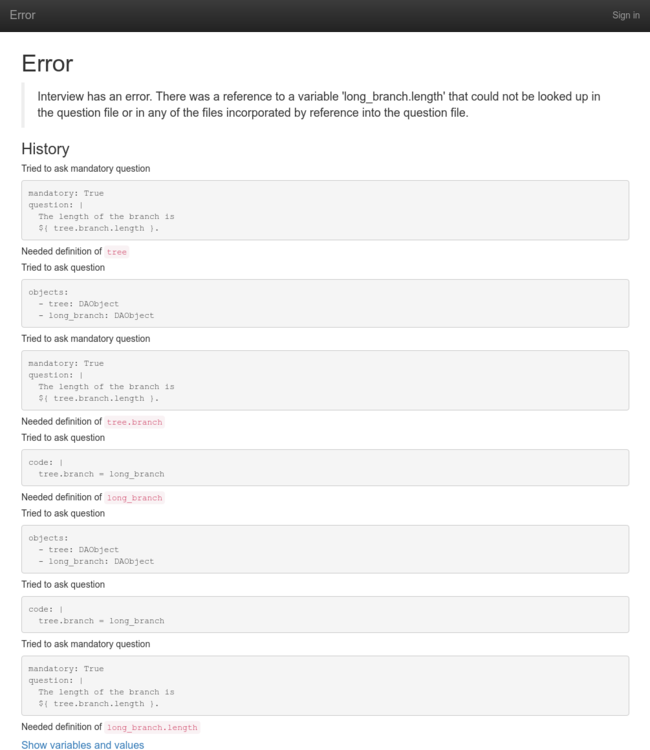 Error
Sign in
Error
Interview has an error. There was a reference to a variable 'long_branch.length' that could not be looked up in
the question file or in any of the files incorporated by reference into the question file.
History
Tried to ask mandatory question
mandatory: True
question: |
  The length of the branch is
  ${ tree.branch.length }.
Needed definition of tree
Tried to ask question
objects:
  - tree: DAObject
  - long_branch: DAObject
Tried to ask mandatory question
mandatory: True
question: |
  The length of the branch is
  ${ tree.branch.length }.
Needed definition of tree.branch
Tried to ask question
code: |
  tree.branch = long_branch
Needed definition of long_branch
Tried to ask question
objects:
  - tree: DAObject
  - long_branch: DAObject
Tried to ask question
code: |
  tree.branch = long_branch
Tried to ask mandatory question
mandatory: True
question: |
  The length of the branch is
  ${ tree.branch.length }.
Needed definition of long_branch.length
Show variables and values